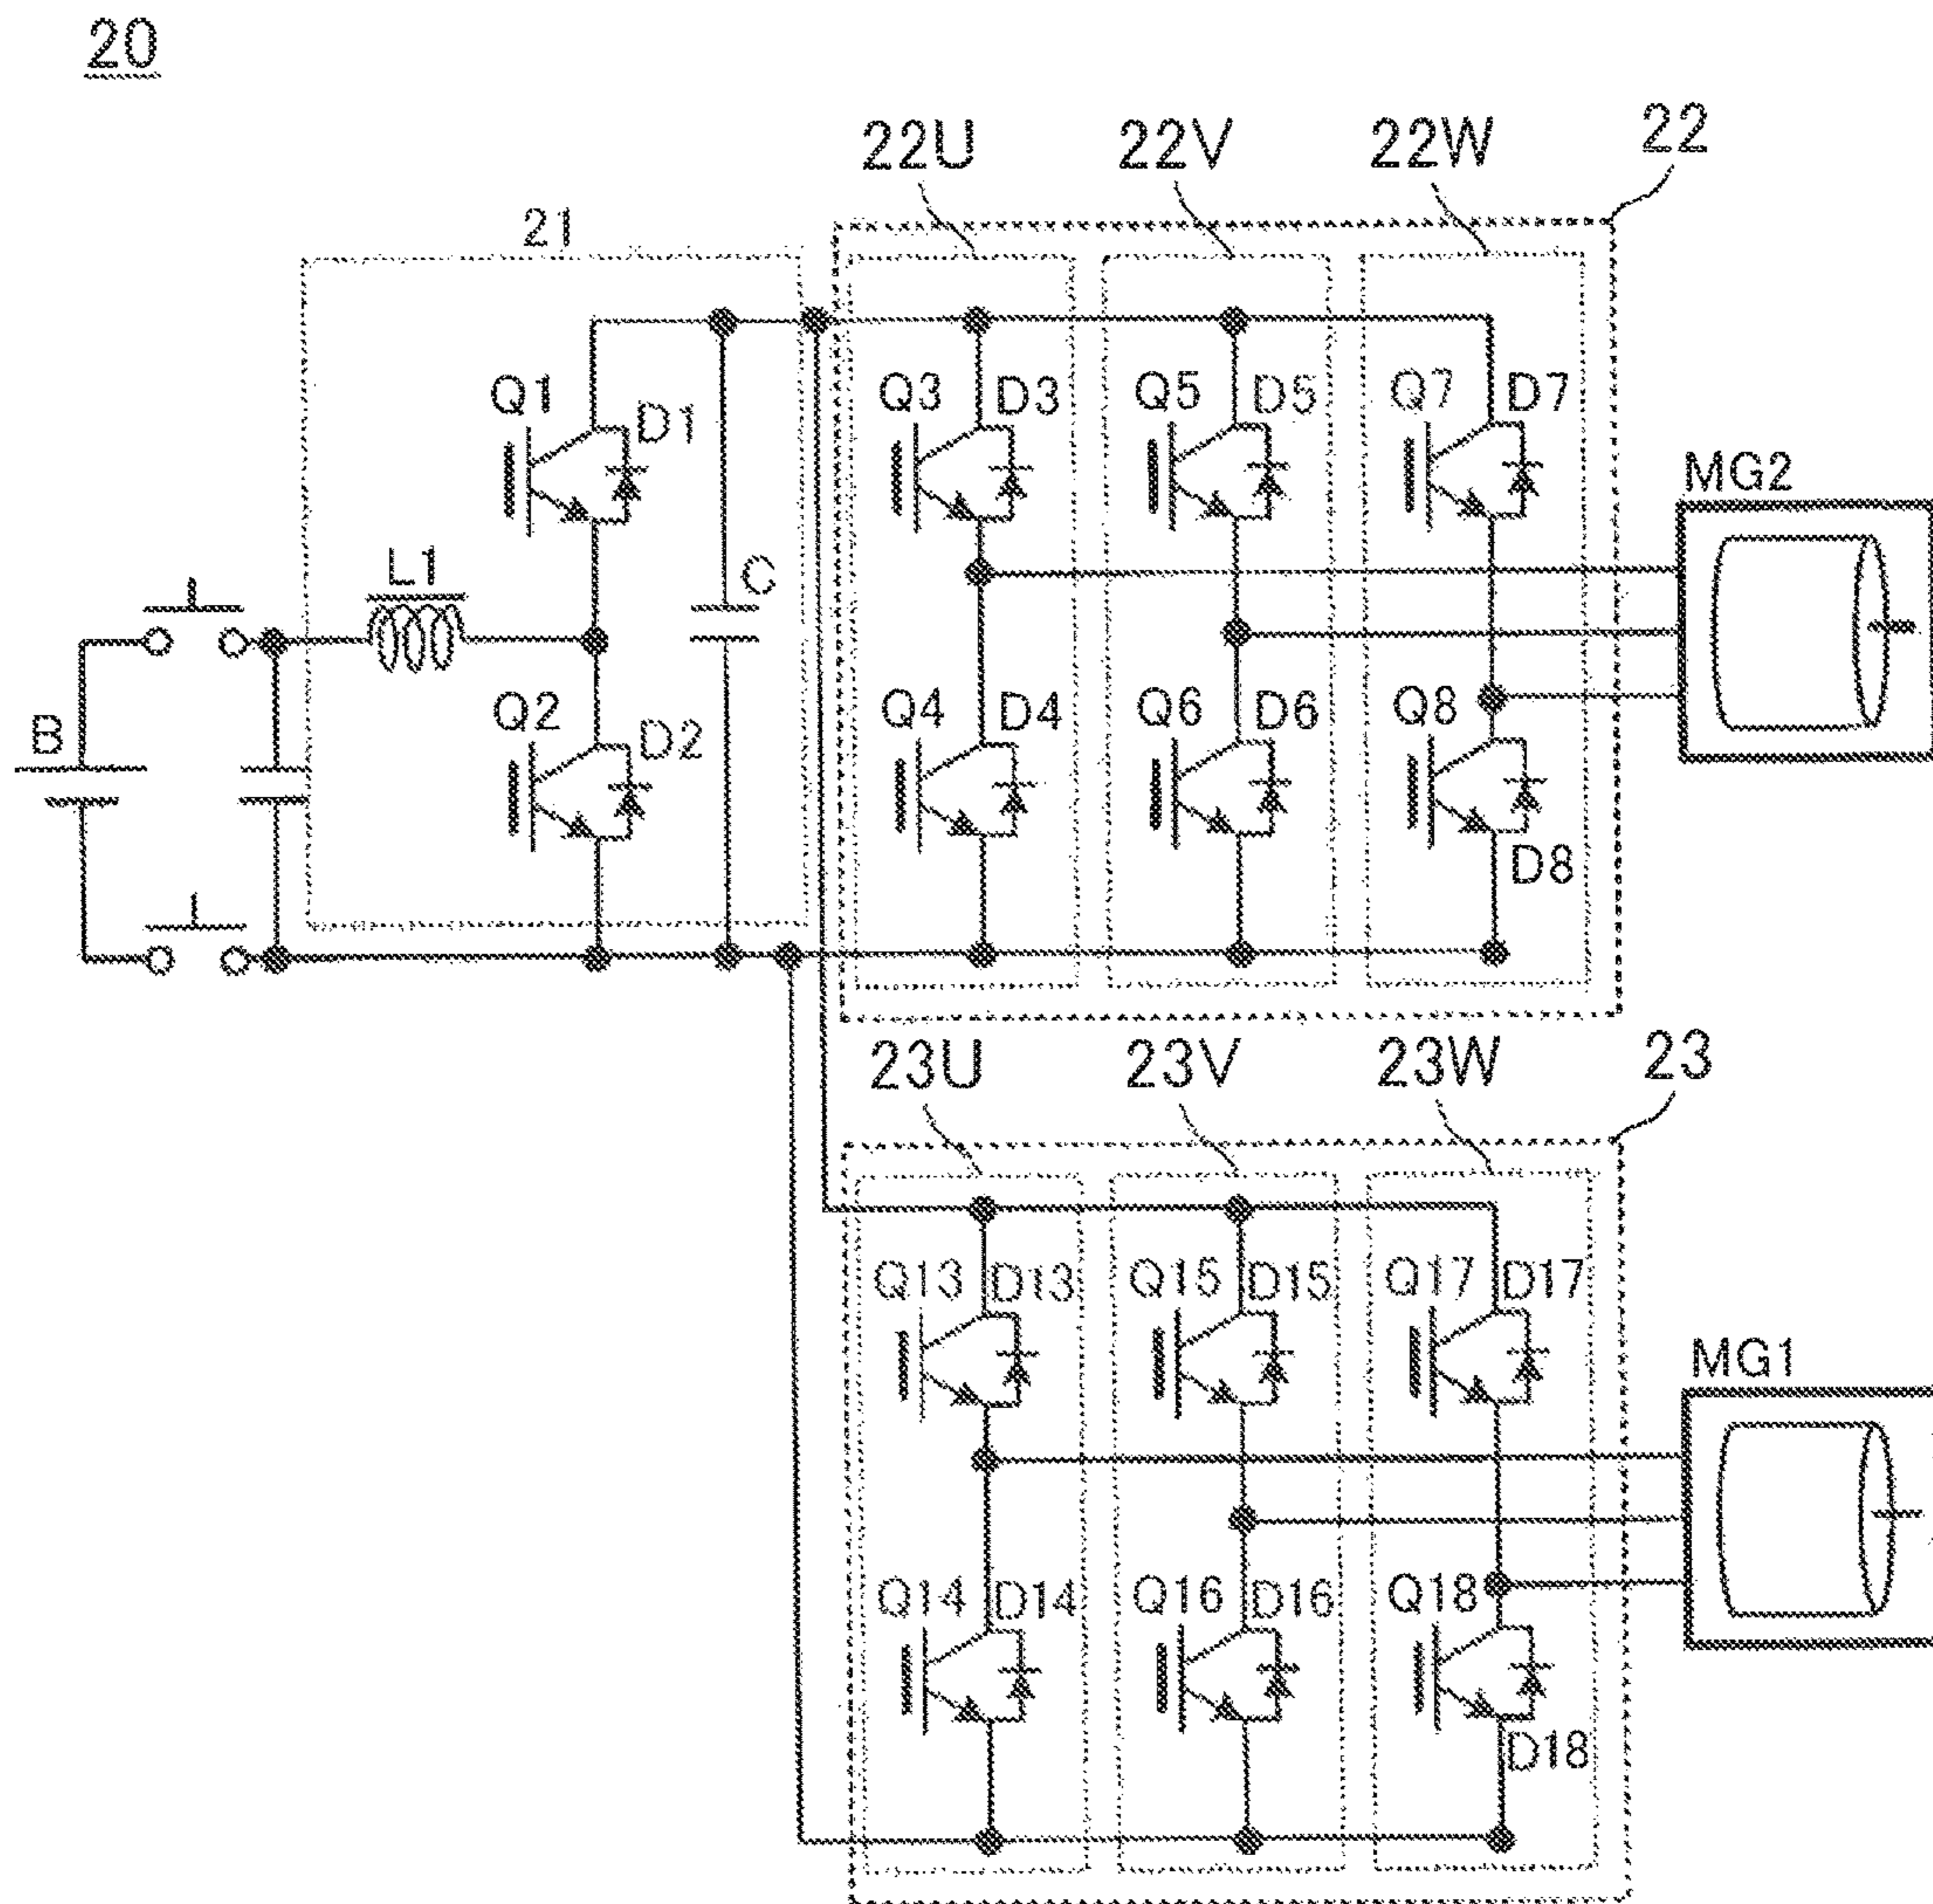 20
22U 22V 22W 22
21
Q1 D1 Q3 D3 Q5 D5 Q7 D7
MG2
L1 C
B Q2 D2 Q4 D4 Q6 D6 Q8
D8
23U 23V 23W 23
Q13 D13 Q15 D15 Q17 D17
MG1
Q14 D14 Q16 D16 Q18
D18